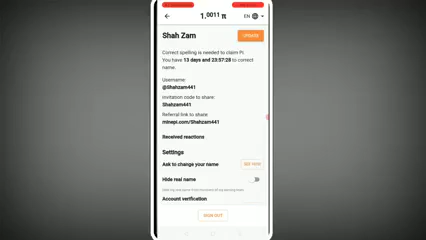 1.0011 π
EN
Shah Zam
UPDATE
Correct spelling is needed to claim Pi.
You have 13 days and 23:57:28 to correct
name.
Username:
@Shahzam441
Invitation code to share:
Shahzam441
Referral link to share:
minepi.com/Shahzam441
Received reactions
Settings
Ask to change your name
Hide real name
Account verification
SIGN OUT